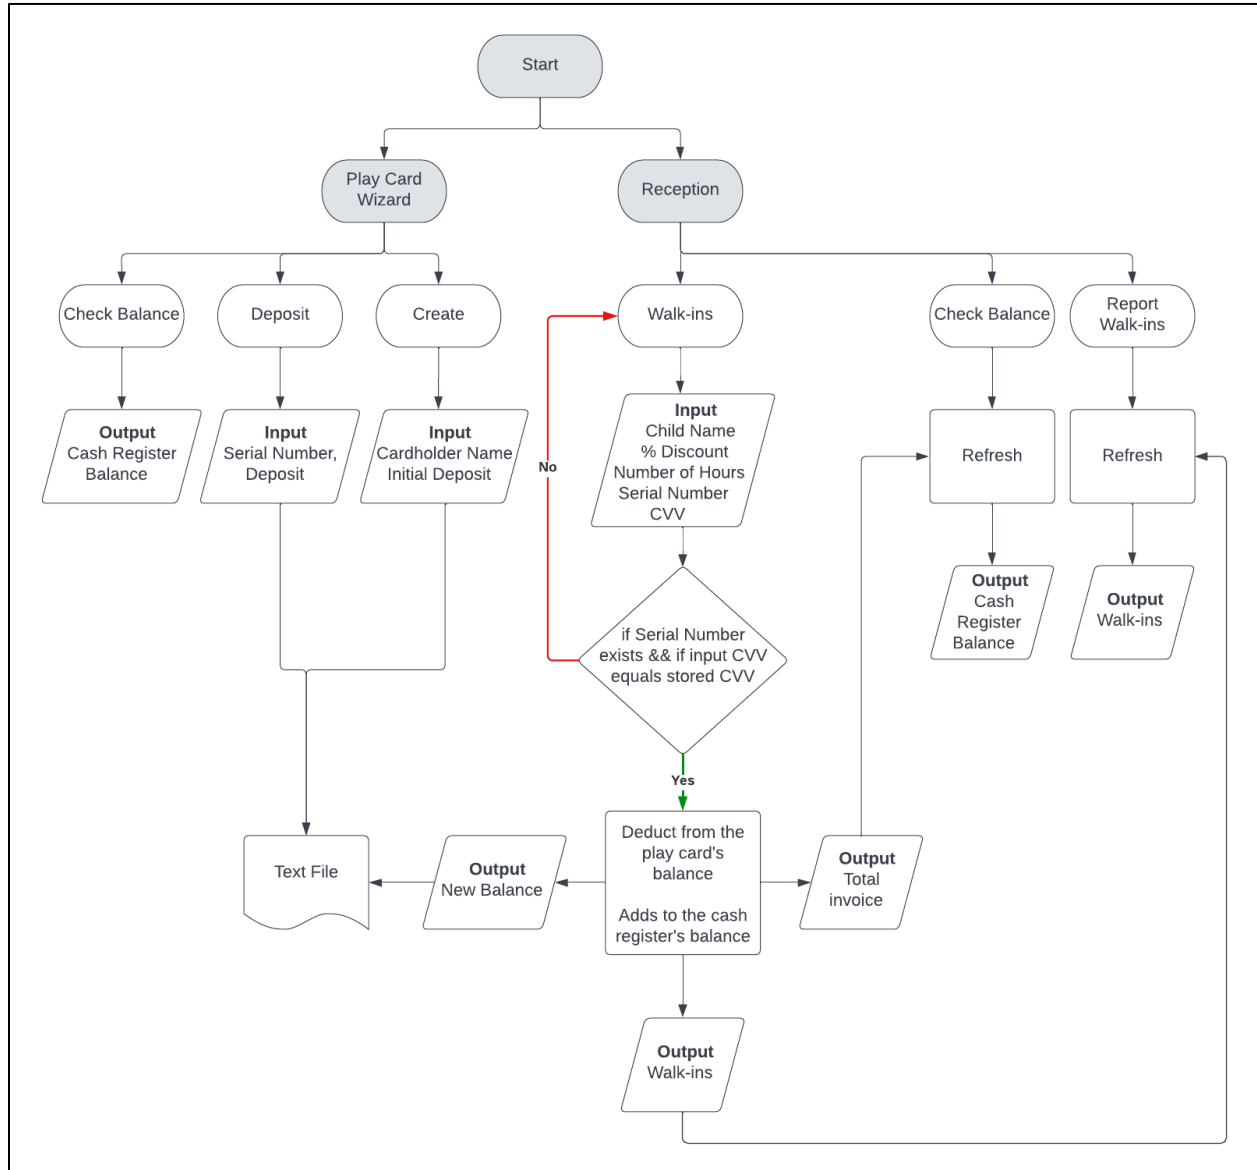 Start
Play Card
Wizard
Reception
Check Balance
Deposit
Create
Walk-ins
Check Balance
Report
Walk-ins
Output
Cash Register
Balance
Input
Serial Number,
Deposit
Input
Cardholder Name
Initial Deposit
Input
Child Name
% Discount
Number of Hours
Serial Number
CVV
Refresh
Refresh
No
Output
Cash
Register
Balance
Output
Walk-ins
if Serial Number
exists && if input CVV
equals stored CVV
Yes
Text File
Output
New Balance
Deduct from the
play card's
balance
Adds to the cash
register's balance
Output
Total
invoice
Output
Walk-ins